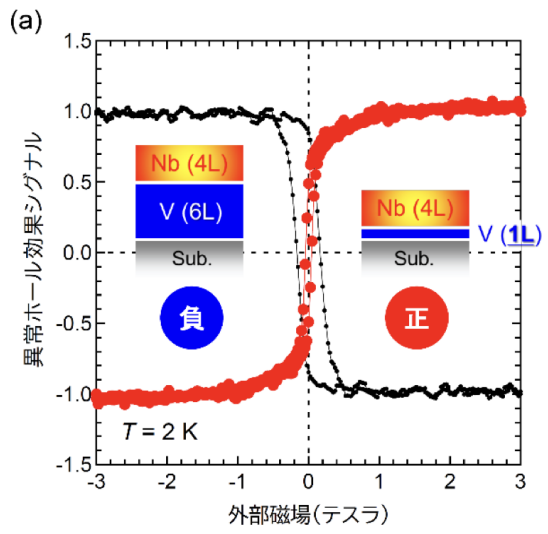 (a)
1.5
1.0
0.5
0.0
-0.5
-1.0
-1.5
異常ホール効果シグナル
Nb (4L)
V (6L)
Sub.
負
Nb (4L)
V (1L)
Sub.
正
T = 2 K
-3
-2
-1
0
1
2
3
外部磁場(テスラ)